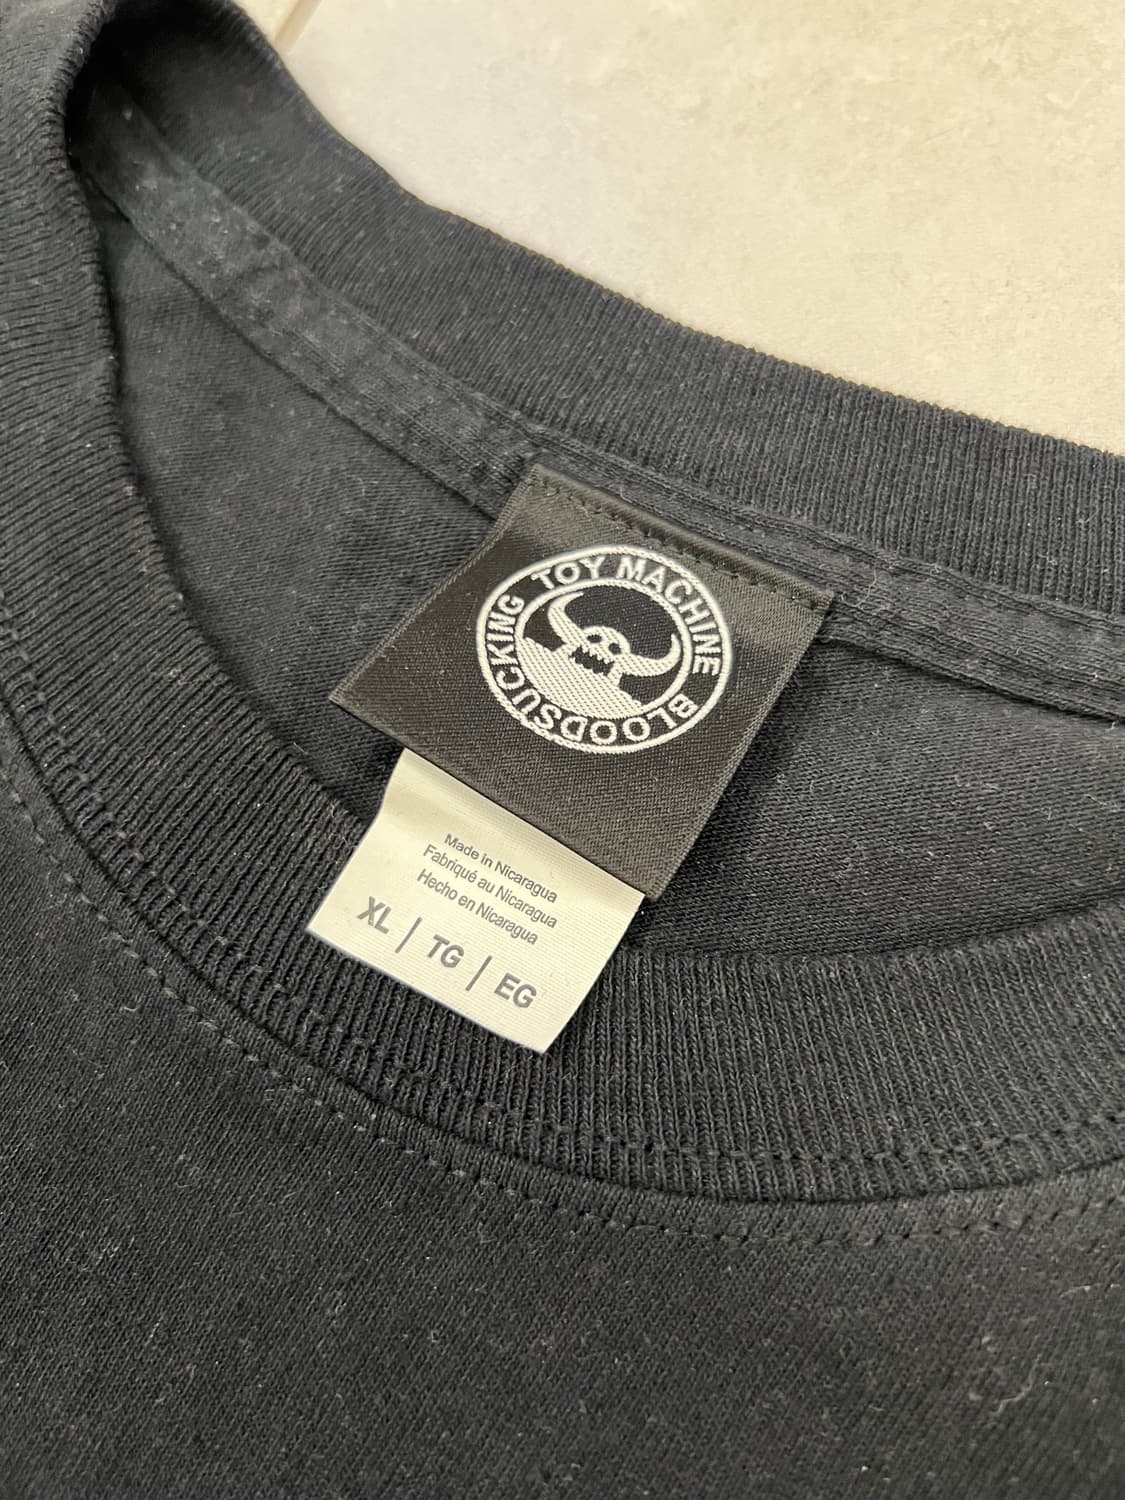 TOY MACHINE BLOODSUCKING
Made in Nicaragua
Fabriqué au Nicaragua
Hecho en Nicaragua
XL | TG | EG